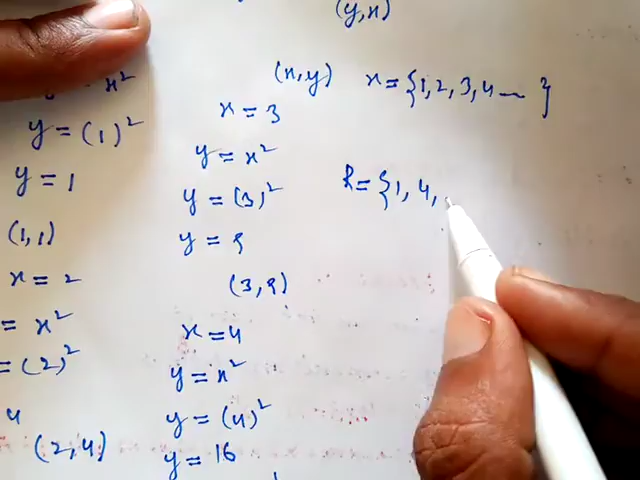 (y,x)
= x²
y = (1)²
y = 1
(1,1)
x = 2
= x²
= (2)²
4
(2,4)
(x,y)
x = 3
y = x²
y = (3)²
y = 9
(3,9)
x = 4
y = x²
y = (4)²
y = 16
x = {1,2,3,4 — }
R = {1, 4,